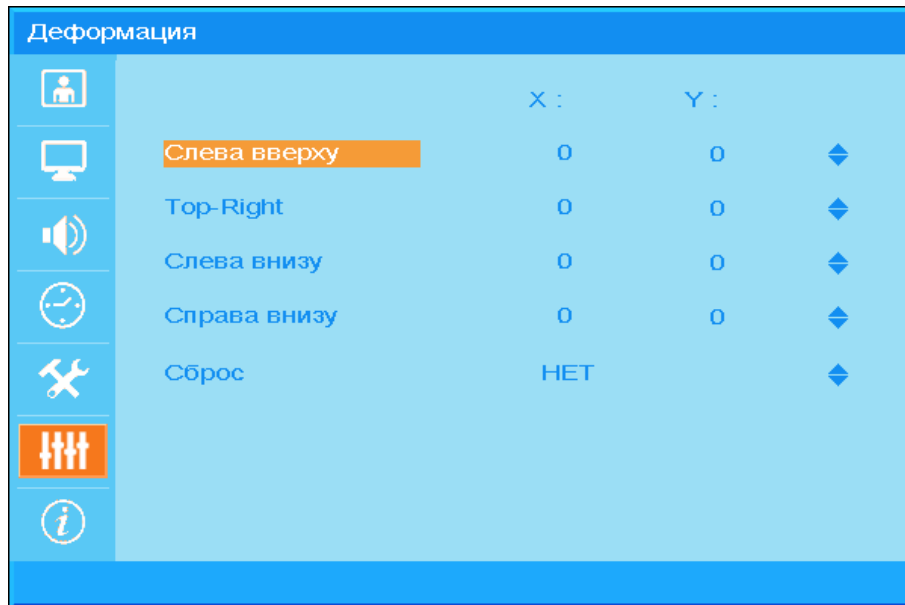 Деформация
X : Y :
Слева вверху 0 0
Top-Right 0 0
Слева внизу 0 0
Справа внизу 0 0
Сброс НЕТ
i